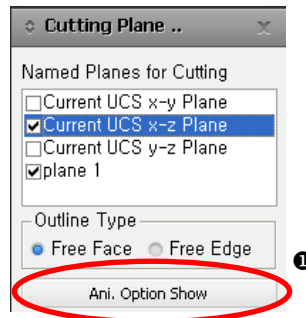 Cutting Plane ..
Named Planes for Cutting
Current UCS x-y Plane
Current UCS x-z Plane
Current UCS y-z Plane
plane 1
Outline Type
Free Face Free Edge
❶
Ani. Option Show